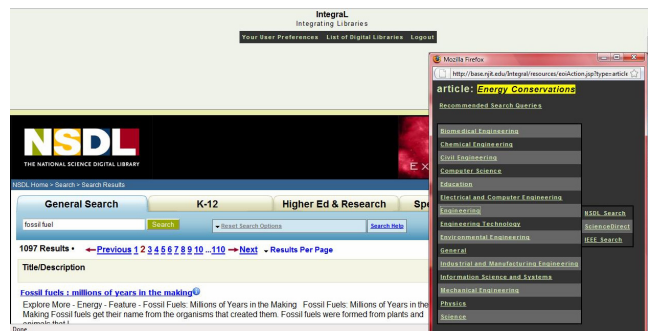 IntegraL
Integrating Libraries
Your User Preferences List of Digital Libraries Logout
NSDL
THE NATIONAL SCIENCE DIGITAL LIBRARY
Ex
NSDL Home > Search > Search Results
General Search K-12 Higher Ed & Research Spe
fossil fuel Search Reset Search Options Search Help
1097 Results • Previous 1 2 3 4 5 6 7 8 9 10 ...110 Next Results Per Page
Title/Description
Fossil fuels : millions of years in the making
Explore More - Energy - Feature - Fossil Fuels: Millions of Years in the Making Fossil fuels: Millions of Years in the
Making Fossil fuels get their name from the organisms that created them. Fossil fuels were formed from plants and
Done
Mozilla Firefox
http://base.njit.edu/Integral/resources/eoiAction.jsp?type=article
article: Energy Conservations
Recommended Search Queries
Biomedical Engineering
Chemical Engineering
Civil Engineering
Computer Science
Education
Electrical and Computer Engineering
Engineering
Engineering Technology
Environmental Engineering
General
Industrial and Manufacturing Engineering
Information Science and Systems
Mechanical Engineering
Physics
Science
NSDL Search
ScienceDirect
IEEE Search